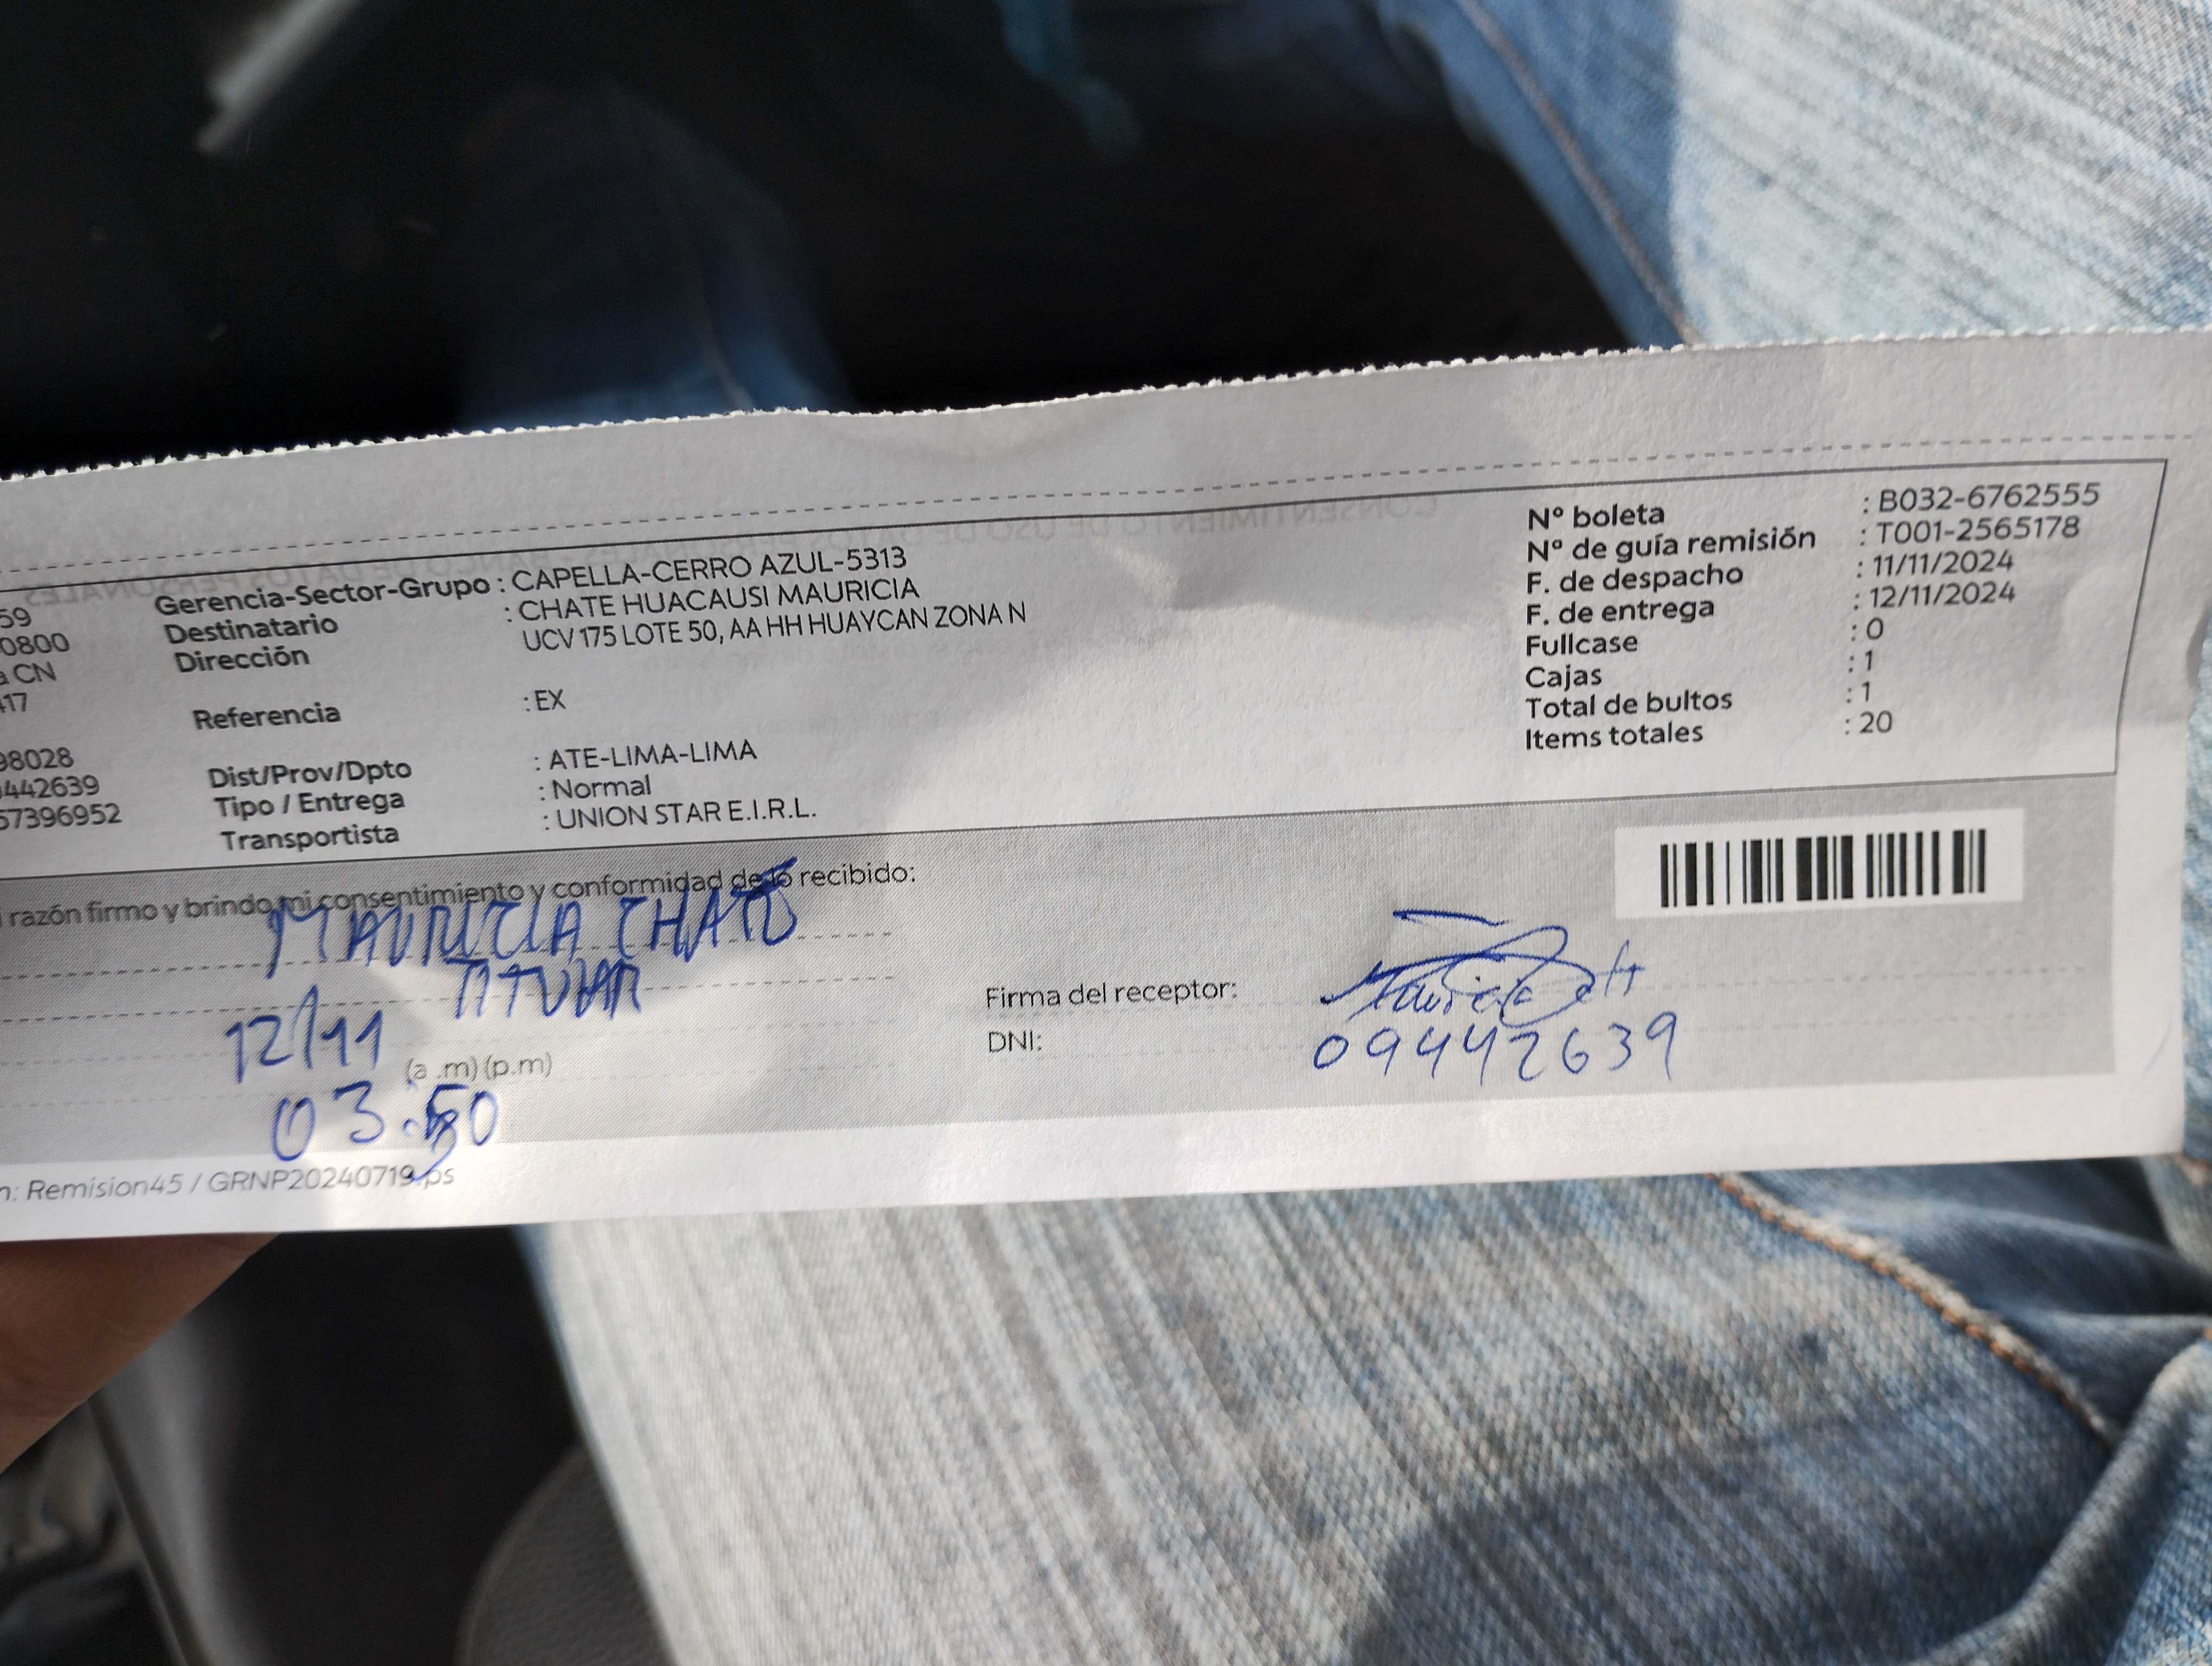 59
0800
a CN
417
98028
442639
57396952
Gerencia-Sector-Grupo : CAPELLA-CERRO AZUL-5313
Destinatario : CHATE HUACAUSI MAURICIA
Dirección UCV 175 LOTE 50, AA HH HUAYCAN ZONA N
Referencia : EX
Dist/Prov/Dpto : ATE-LIMA-LIMA
Tipo / Entrega : Normal
Transportista : UNION STAR E.I.R.L.
Nº boleta : B032-6762555
Nº de guía remisión : T001-2565178
F. de despacho : 11/11/2024
F. de entrega : 12/11/2024
Fullcase : 0
Cajas : 1
Total de bultos : 1
Items totales : 20
razón firmo y brindo mi consentimiento y conformidad de lo recibido:
MAURICIA CHATE
TITULAR
12/11
(a .m) (p.m)
03:50
Firma del receptor:
DNI: 09442639
n: Remision45 / GRNP20240719.ps